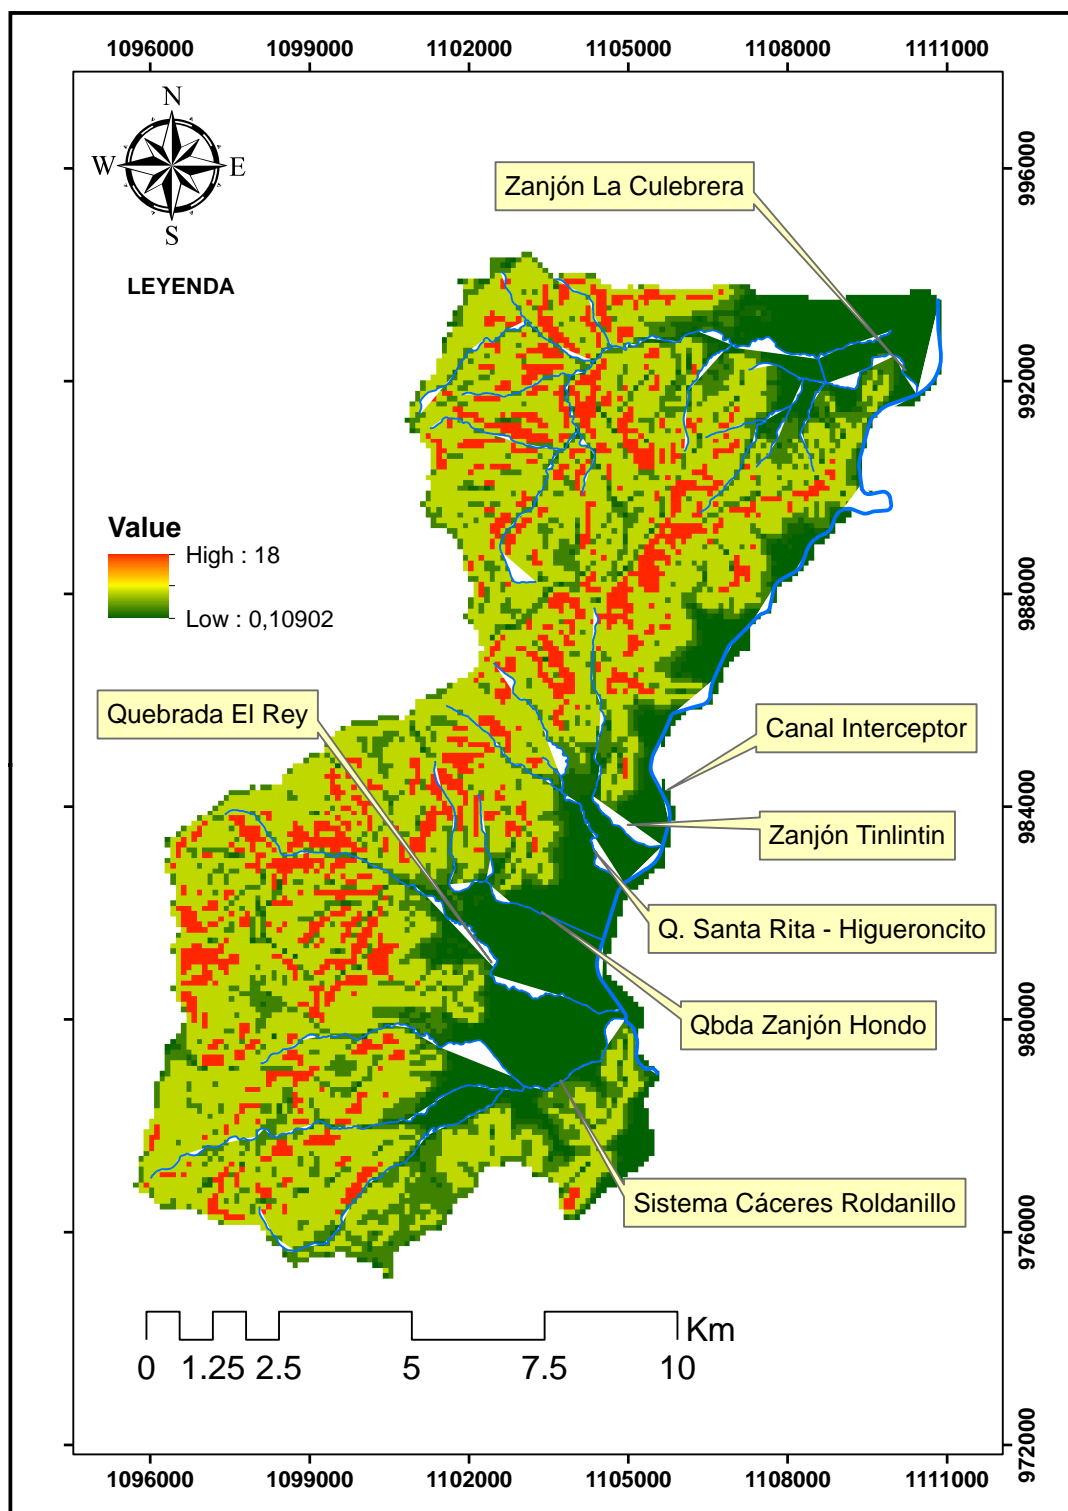 1096000 1099000 1102000 1105000 1108000 1111000
N
W E
S
LEYENDA
Zanjón La Culebrera
996000
992000
988000
984000
980000
976000
972000
Value
High : 18
Low : 0,10902
Quebrada El Rey
Canal Interceptor
Zanjón Tinlintin
Q. Santa Rita - Higueroncito
Qbda Zanjón Hondo
Sistema Cáceres Roldanillo
Km
0 1.25 2.5 5 7.5 10
1096000 1099000 1102000 1105000 1108000 1111000